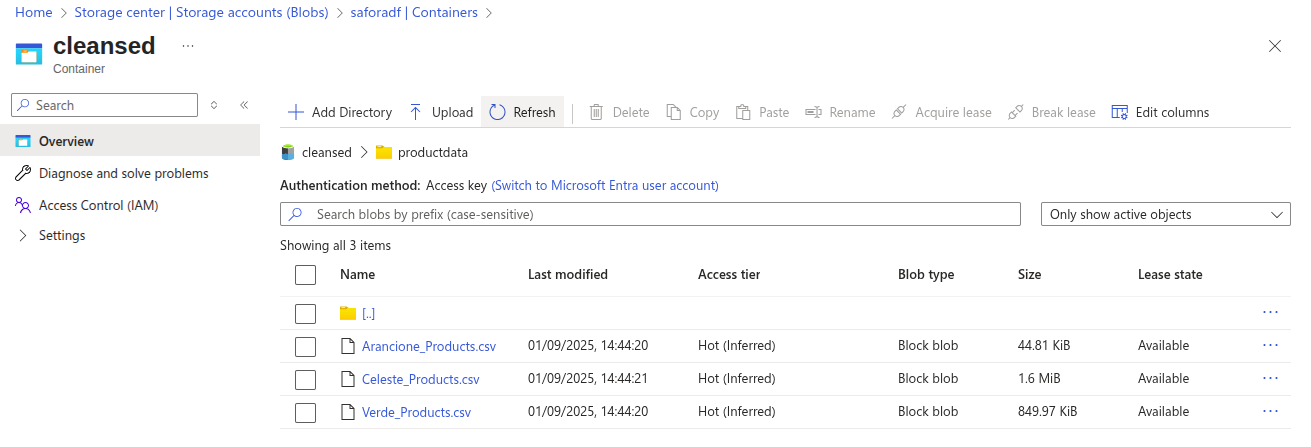 Home > Storage center | Storage accounts (Blobs) > saforadf | Containers >
cleansed ...
Container
Search
Overview
Diagnose and solve problems
Access Control (IAM)
Settings
Add Directory Upload Refresh Delete Copy Paste Rename Acquire lease Break lease Edit columns
cleansed > productdata
Authentication method: Access key (Switch to Microsoft Entra user account)
Search blobs by prefix (case-sensitive) Only show active objects
Showing all 3 items
Name Last modified Access tier Blob type Size Lease state
[..] ...
Arancione_Products.csv 01/09/2025, 14:44:20 Hot (Inferred) Block blob 44.81 KiB Available ...
Celeste_Products.csv 01/09/2025, 14:44:21 Hot (Inferred) Block blob 1.6 MiB Available ...
Verde_Products.csv 01/09/2025, 14:44:20 Hot (Inferred) Block blob 849.97 KiB Available ...